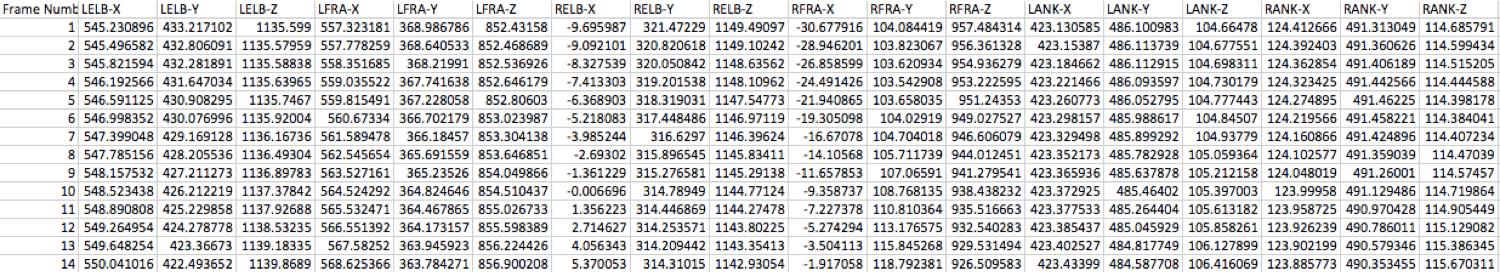 Frame Numb LELB-X LELB-Y LELB-Z LFRA-X LFRA-Y LFRA-Z RELB-X RELB-Y RELB-Z RFRA-X RFRA-Y RFRA-Z LANK-X LANK-Y LANK-Z RANK-X RANK-Y RANK-Z
1 545.230896 433.217102 1135.599 557.323181 368.986786 852.43158 -9.695987 321.47229 1149.49097 -30.677916 104.084419 957.484314 423.130585 486.100983 104.66478 124.412666 491.313049 114.685791
2 545.496582 432.806091 1135.57959 557.778259 368.640533 852.468689 -9.092101 320.820618 1149.10242 -28.946201 103.823067 956.361328 423.15387 486.113739 104.677551 124.392403 491.360626 114.599434
3 545.821594 432.281891 1135.58838 558.351685 368.21991 852.536926 -8.327539 320.050842 1148.63562 -26.858599 103.620934 954.936279 423.184662 486.112915 104.698311 124.362854 491.406189 114.515205
4 546.192566 431.647034 1135.63965 559.035522 367.741638 852.646179 -7.413303 319.201538 1148.10962 -24.491426 103.542908 953.222595 423.221466 486.093597 104.730179 124.323425 491.442566 114.444588
5 546.591125 430.908295 1135.7467 559.815491 367.228058 852.80603 -6.368903 318.319031 1147.54773 -21.940865 103.658035 951.24353 423.260773 486.052795 104.777443 124.274895 491.46225 114.398178
6 546.998352 430.076996 1135.92004 560.67334 366.702179 853.023987 -5.218083 317.448486 1146.97119 -19.305098 104.02919 949.027527 423.298157 485.988617 104.84507 124.219566 491.458221 114.384041
7 547.399048 429.169128 1136.16736 561.589478 366.18457 853.304138 -3.985244 316.6297 1146.39624 -16.67078 104.704018 946.606079 423.329498 485.899292 104.93779 124.160866 491.424896 114.407234
8 547.785156 428.205536 1136.49304 562.545654 365.691559 853.646851 -2.69302 315.896545 1145.83411 -14.10568 105.711739 944.012451 423.352173 485.782928 105.059364 124.102577 491.359039 114.47039
9 548.157532 427.211273 1136.89783 563.527161 365.23526 854.049866 -1.361229 315.276581 1145.29138 -11.657853 107.06591 941.279541 423.365936 485.637878 105.212158 124.048019 491.26001 114.57457
10 548.523438 426.212219 1137.37842 564.524292 364.824646 854.510437 -0.006696 314.78949 1144.77124 -9.358737 108.768135 938.438232 423.372925 485.46402 105.397003 123.99958 491.129486 114.719864
11 548.890808 425.229858 1137.92688 565.532471 364.467865 855.026733 1.356223 314.446869 1144.27478 -7.227378 110.810364 935.516663 423.377533 485.264404 105.613182 123.958725 490.970428 114.905449
12 549.264954 424.278778 1138.53235 566.551392 364.173157 855.598389 2.714627 314.253571 1143.80225 -5.274294 113.176575 932.540283 423.385437 485.045929 105.858261 123.926239 490.786011 115.129082
13 549.648254 423.36673 1139.18335 567.58252 363.945923 856.224426 4.056343 314.209442 1143.35413 -3.504113 115.845268 929.531494 423.402527 484.817749 106.127899 123.902199 490.579346 115.386345
14 550.041016 422.493652 1139.8689 568.625366 363.784271 856.900208 5.370053 314.31015 1142.93054 -1.917058 118.792381 926.509583 423.43399 484.587708 106.416069 123.885773 490.353455 115.670311